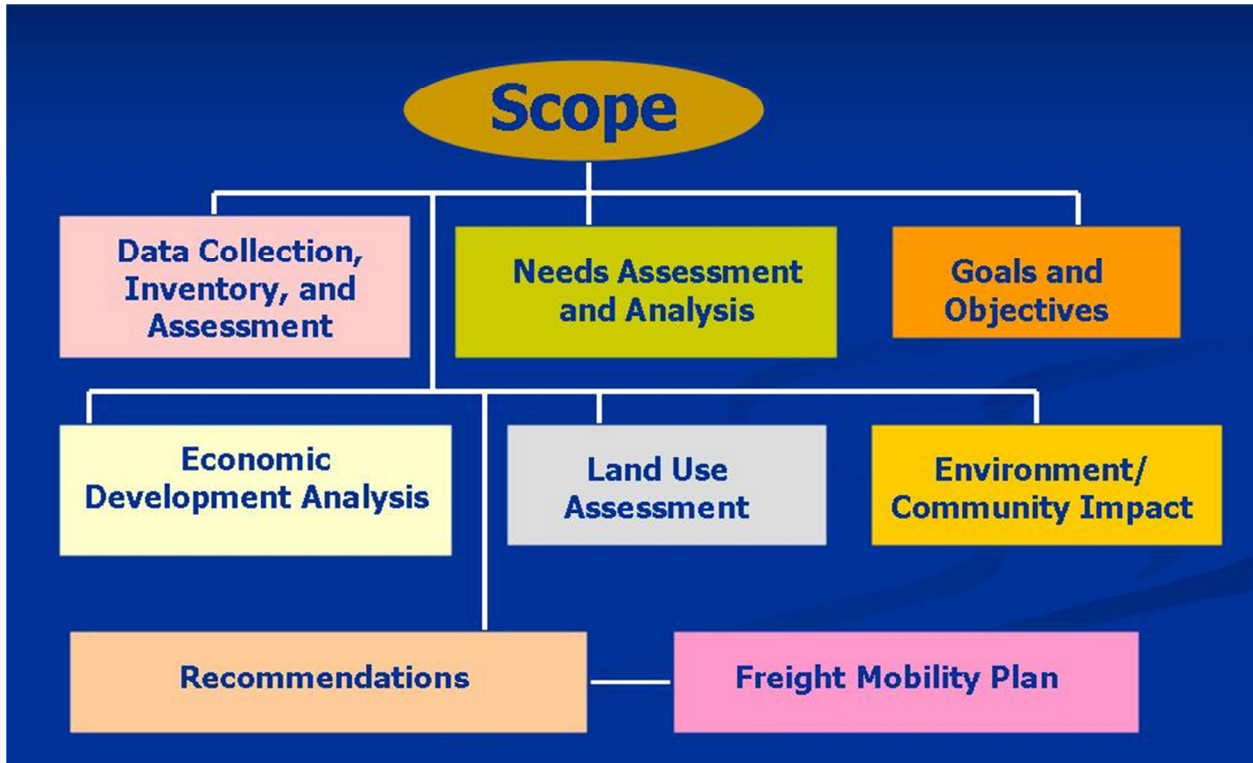 Scope
Data Collection,
Inventory, and
Assessment
Needs Assessment
and Analysis
Goals and
Objectives
Economic
Development Analysis
Land Use
Assessment
Environment/
Community Impact
Recommendations
Freight Mobility Plan